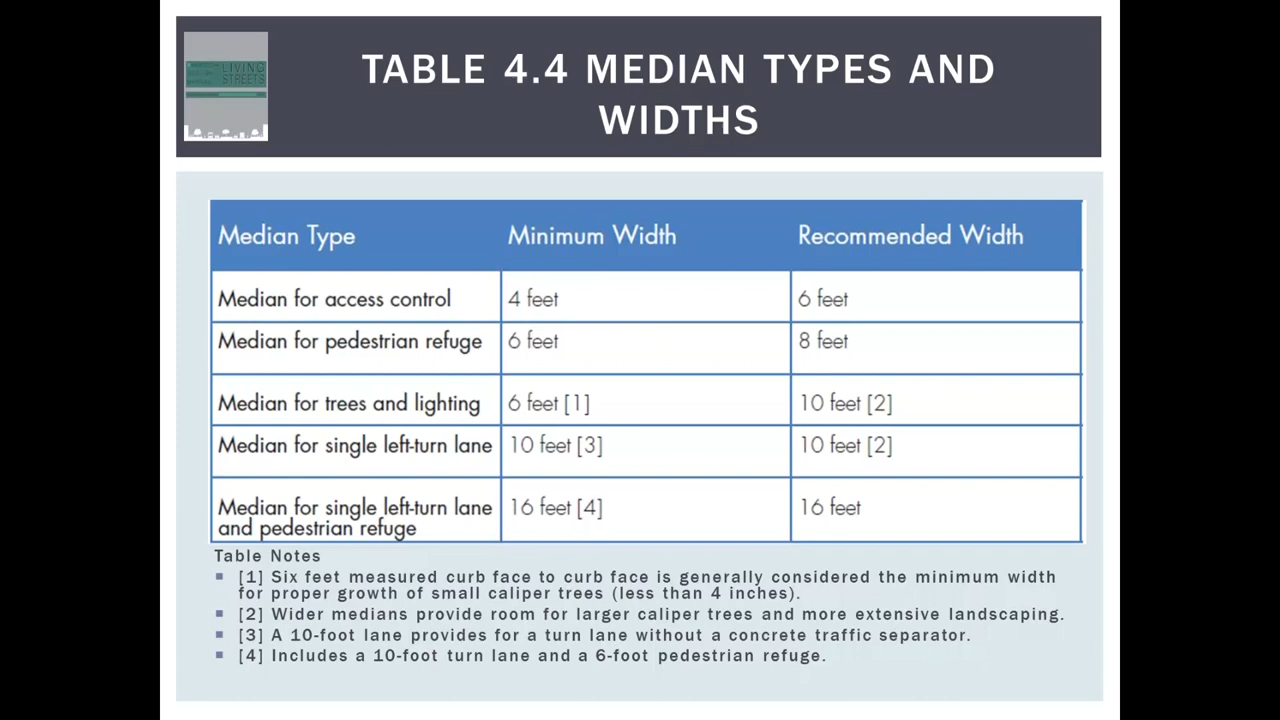 LIVING
STREETS
TABLE 4.4 MEDIAN TYPES AND
WIDTHS
Median Type Minimum Width Recommended Width
Median for access control 4 feet 6 feet
Median for pedestrian refuge 6 feet 8 feet
Median for trees and lighting 6 feet [1] 10 feet [2]
Median for single left-turn lane 10 feet [3] 10 feet [2]
Median for single left-turn lane 16 feet [4] 16 feet
and pedestrian refuge
Table Notes
[1] Six feet measured curb face to curb face is generally considered the minimum width
for proper growth of small caliper trees (less than 4 inches).
[2] Wider medians provide room for larger caliper trees and more extensive landscaping.
[3] A 10-foot lane provides for a turn lane without a concrete traffic separator.
[4] Includes a 10-foot turn lane and a 6-foot pedestrian refuge.